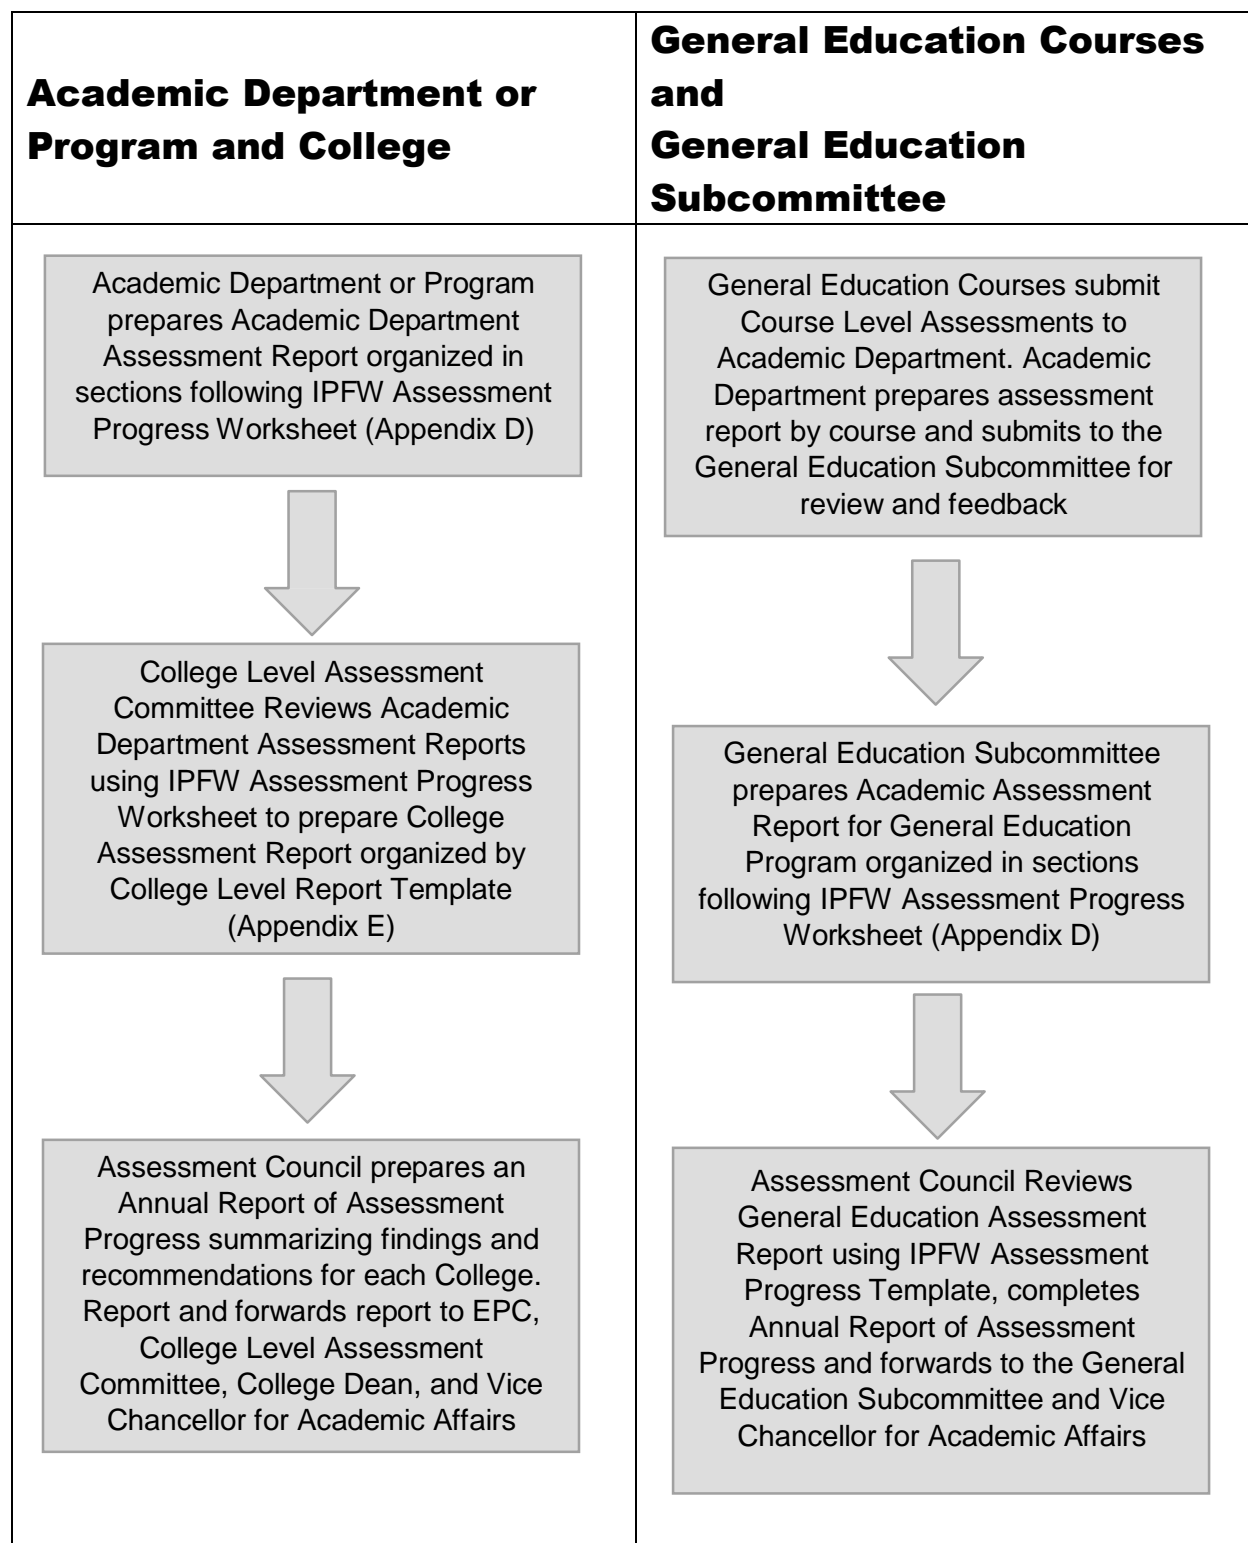 Academic Department or
Program and College
General Education Courses
and
General Education
Subcommittee
Academic Department or Program
prepares Academic Department
Assessment Report organized in
sections following IPFW Assessment
Progress Worksheet (Appendix D)
College Level Assessment
Committee Reviews Academic
Department Assessment Reports
using IPFW Assessment Progress
Worksheet to prepare College
Assessment Report organized by
College Level Report Template
(Appendix E)
Assessment Council prepares an
Annual Report of Assessment
Progress summarizing findings and
recommendations for each College.
Report and forwards report to EPC,
College Level Assessment
Committee, College Dean, and Vice
Chancellor for Academic Affairs
General Education Courses submit
Course Level Assessments to
Academic Department. Academic
Department prepares assessment
report by course and submits to the
General Education Subcommittee for
review and feedback
General Education Subcommittee
prepares Academic Assessment
Report for General Education
Program organized in sections
following IPFW Assessment Progress
Worksheet (Appendix D)
Assessment Council Reviews
General Education Assessment
Report using IPFW Assessment
Progress Template, completes
Annual Report of Assessment
Progress and forwards to the General
Education Subcommittee and Vice
Chancellor for Academic Affairs